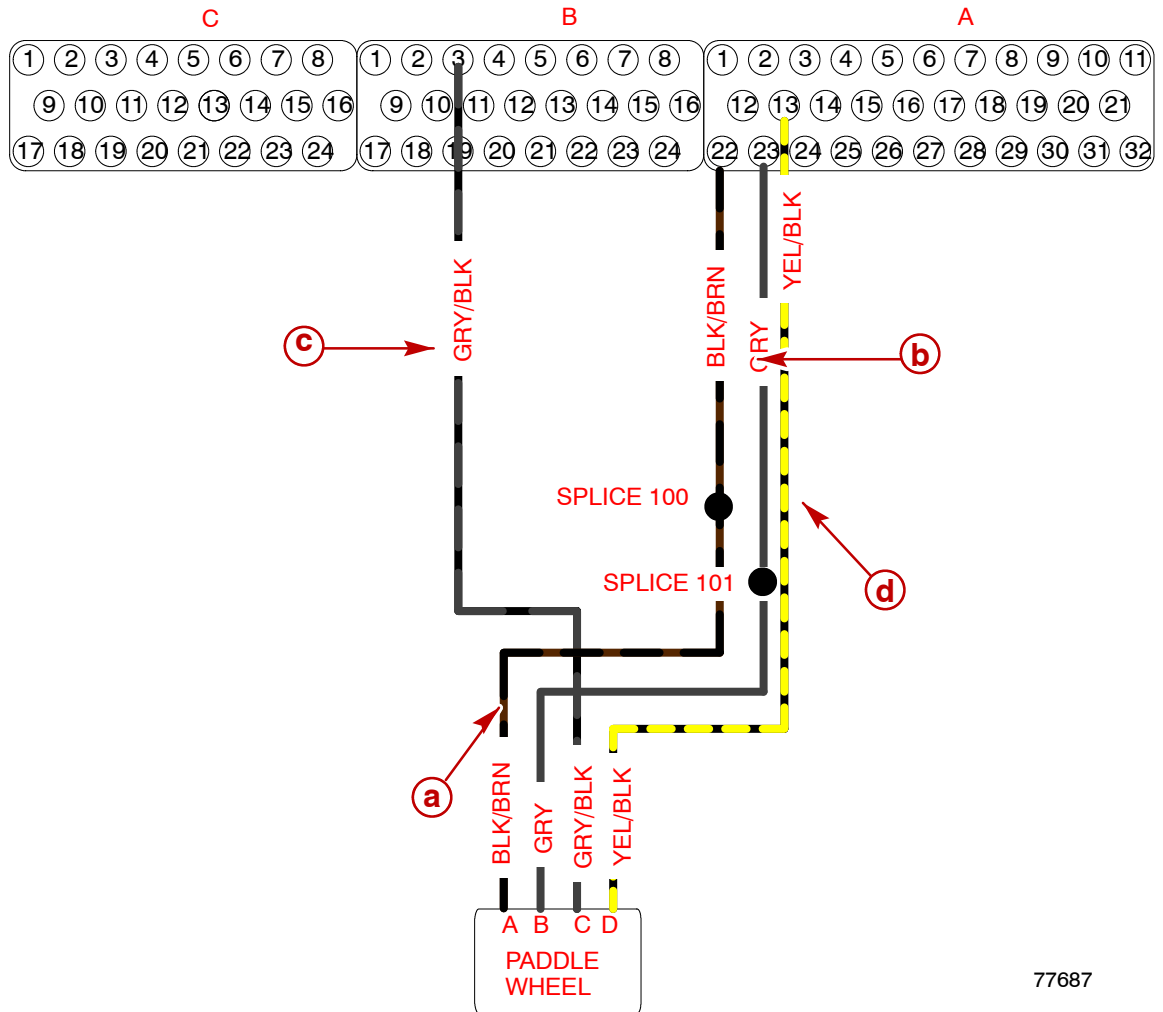 C B A
1 2 3 4 5 6 7 8 1 2 3 4 5 6 7 8 1 2 3 4 5 6 7 8 9 10 11
9 10 11 12 13 14 15 16 9 10 11 12 13 14 15 16 12 13 14 15 16 17 18 19 20 21
17 18 19 20 21 22 23 24 17 18 19 20 21 22 23 24 22 23 24 25 26 27 28 29 30 31 32
GRY/BLK
BLK/BRN
GRY
YEL/BLK
c
b
SPLICE 100
SPLICE 101
d
a
BLK/BRN
GRY
GRY/BLK
YEL/BLK
A B C D
PADDLE
WHEEL
77687